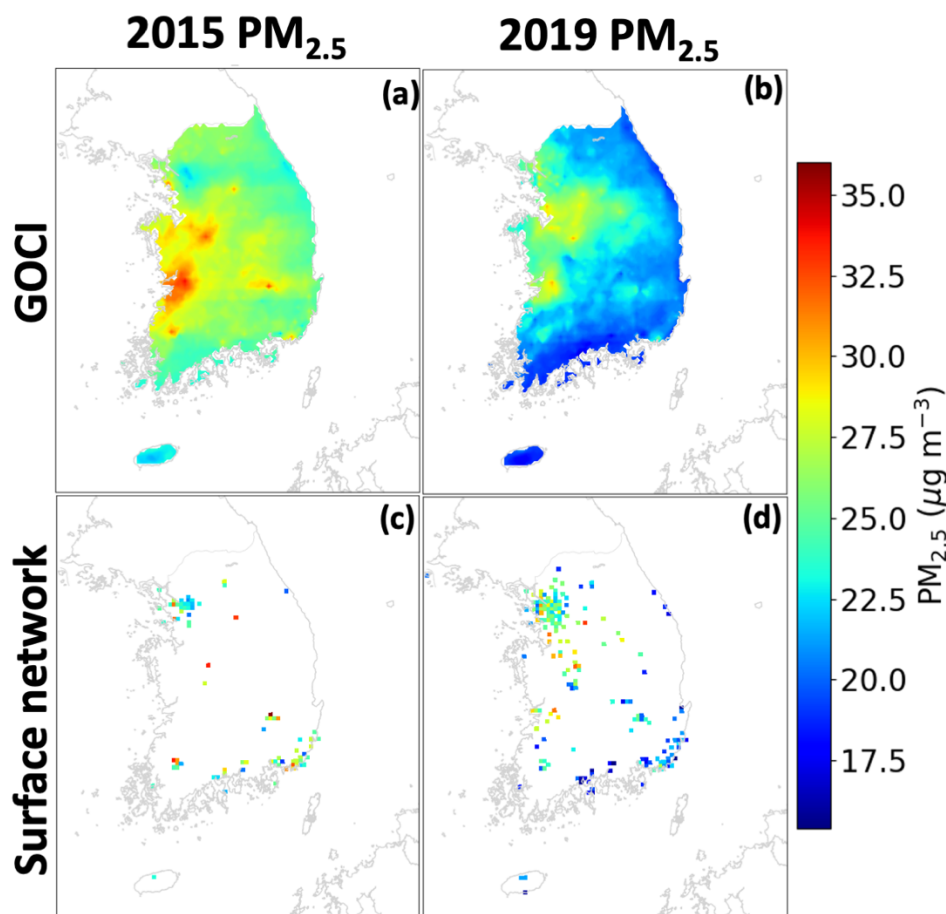 2015 PM2.5
2019 PM2.5
GOCI
(a)
(b)
Surface network
(c)
(d)
35.0
32.5
30.0
27.5
25.0
22.5
20.0
17.5
PM2.5 (μg m−3)